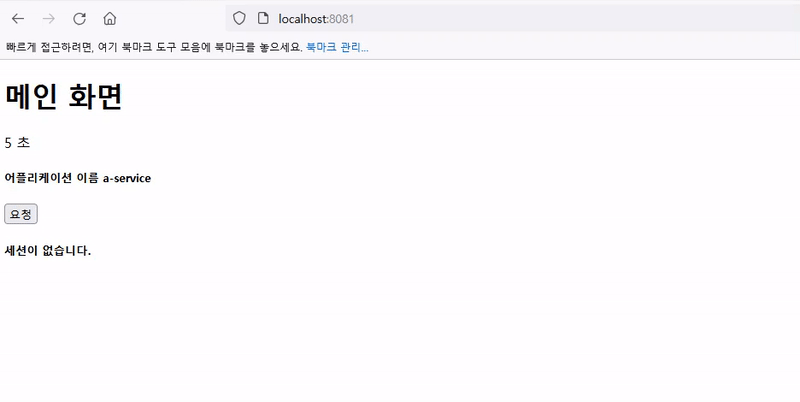 localhost:8081
빠르게 접근하려면, 여기 북마크 도구 모음에 북마크를 놓으세요. 북마크 관리...
메인 화면
5 초
어플리케이션 이름 a-service
요청
세션이 없습니다.